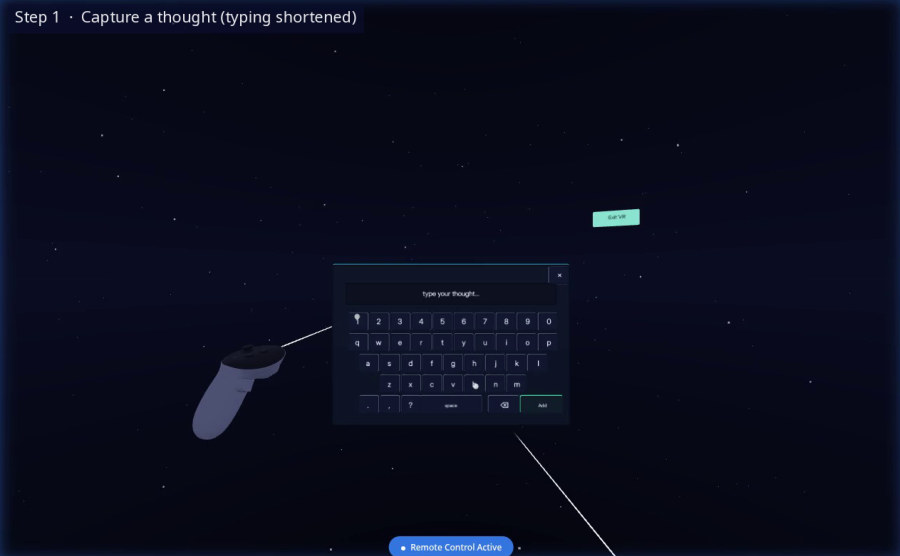 Step 1 · Capture a thought (typing shortened)
Exit VR
×
type your thought...
1 2 3 4 5 6 7 8 9 0
q w e r t y u i o p
a s d f g h j k l
z x c v n m
. , ? space ⌫ Add
Remote Control Active